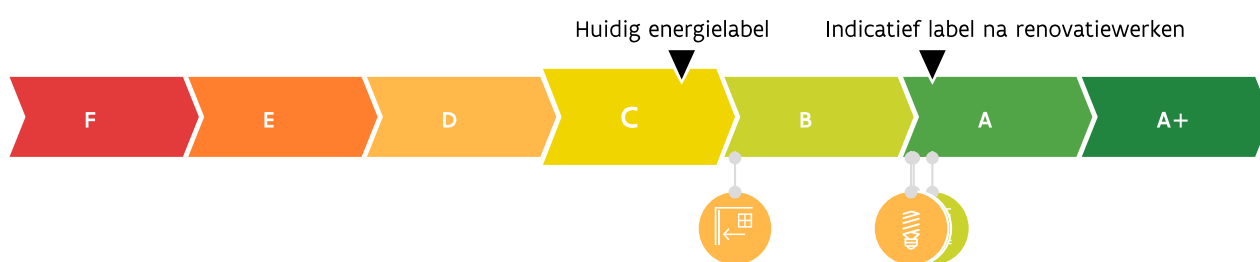 Huidig energielabel Indicatief label na renovatiewerken
F E D C B A A+